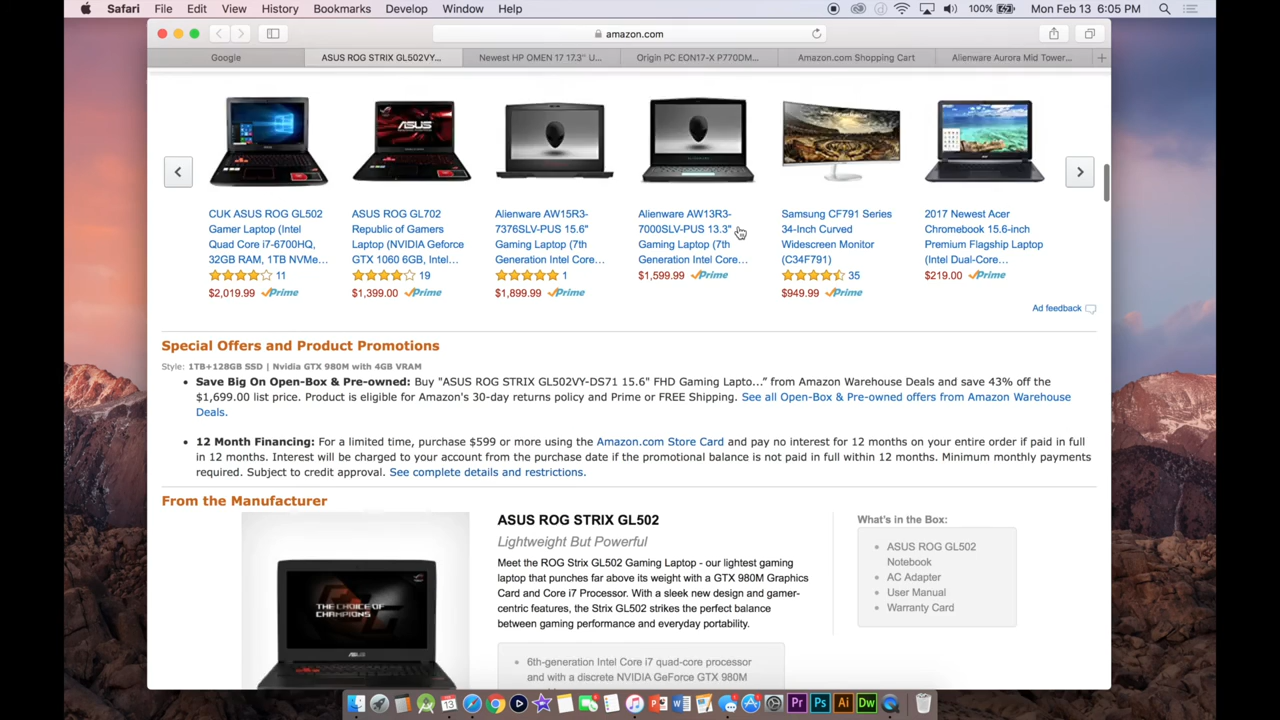 Safari File Edit View History Bookmarks Develop Window Help 100% Mon Feb 13 6:05 PM
amazon.com
Google ASUS ROG STRIX GL502VY... Newest HP OMEN 17 17.3" U... Origin PC EON17-X P770DM... Amazon.com Shopping Cart Alienware Aurora Mid Tower...
CUK ASUS ROG GL502
Gamer Laptop (Intel
Quad Core i7-6700HQ,
32GB RAM, 1TB NVMe...
11
$2,019.99 Prime
ASUS ROG GL702
Republic of Gamers
Laptop (NVIDIA Geforce
GTX 1060 6GB, Intel...
19
$1,399.00 Prime
Alienware AW15R3-
7376SLV-PUS 15.6"
Gaming Laptop (7th
Generation Intel Core...
1
$1,899.99 Prime
Alienware AW13R3-
7000SLV-PUS 13.3"
Gaming Laptop (7th
Generation Intel Core...
$1,599.99 Prime
Samsung CF791 Series
34-Inch Curved
Widescreen Monitor
(C34F791)
35
$949.99 Prime
2017 Newest Acer
Chromebook 15.6-inch
Premium Flagship Laptop
(Intel Dual-Core...
$219.00 Prime
Ad feedback
Special Offers and Product Promotions
Style: 1TB+128GB SSD | Nvidia GTX 980M with 4GB VRAM
• Save Big On Open-Box & Pre-owned: Buy "ASUS ROG STRIX GL502VY-DS71 15.6" FHD Gaming Lapto..." from Amazon Warehouse Deals and save 43% off the
$1,699.00 list price. Product is eligible for Amazon's 30-day returns policy and Prime or FREE Shipping. See all Open-Box & Pre-owned offers from Amazon Warehouse
Deals.
• 12 Month Financing: For a limited time, purchase $599 or more using the Amazon.com Store Card and pay no interest for 12 months on your entire order if paid in full
in 12 months. Interest will be charged to your account from the purchase date if the promotional balance is not paid in full within 12 months. Minimum monthly payments
required. Subject to credit approval. See complete details and restrictions.
From the Manufacturer
THE CHOICE OF
CHAMPIONS
ASUS
ASUS ROG STRIX GL502
Lightweight But Powerful
Meet the ROG Strix GL502 Gaming Laptop - our lightest gaming
laptop that punches far above its weight with a GTX 980M Graphics
Card and Core i7 Processor. With a sleek new design and gamer-
centric features, the Strix GL502 strikes the perfect balance
between gaming performance and everyday portability.
• 6th-generation Intel Core i7 quad-core processor
and with a discrete NVIDIA GeForce GTX 980M
What's in the Box:
• ASUS ROG GL502
Notebook
• AC Adapter
• User Manual
• Warranty Card
13 Pr Ps Ai Dw